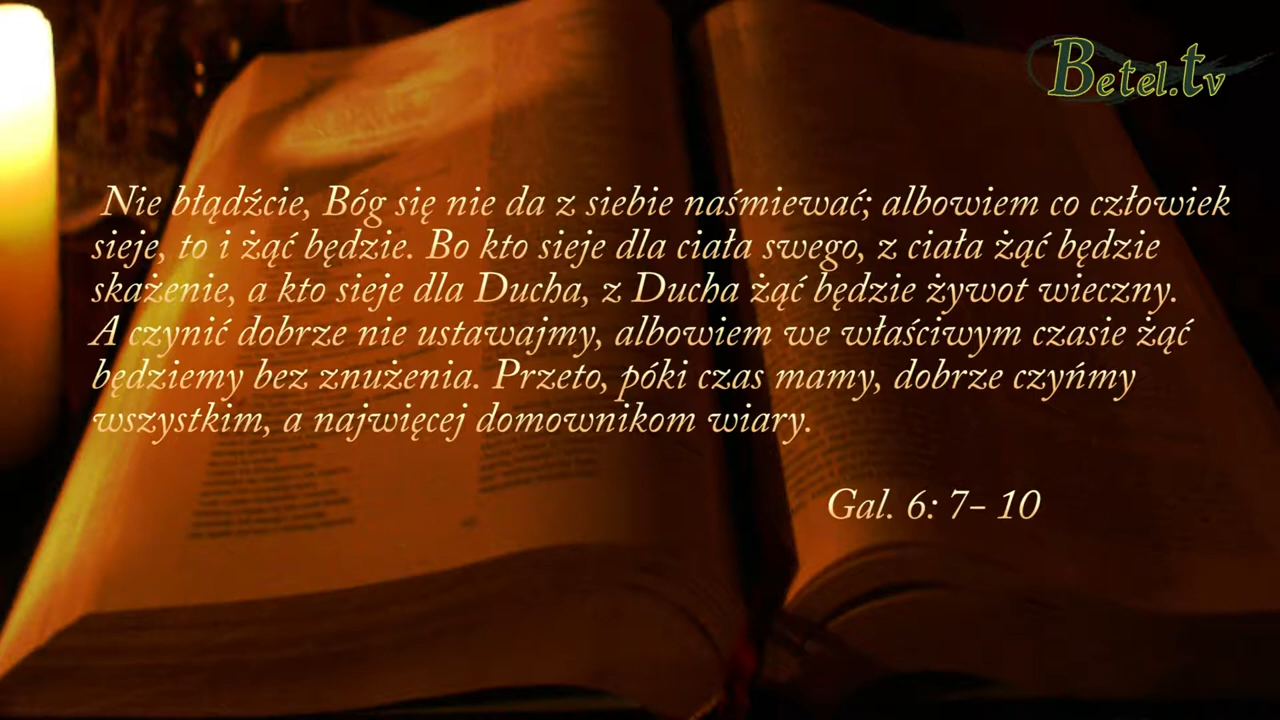 Betel.tv
Nie błądźcie, Bóg się nie da z siebie naśmiewać; albowiem co człowiek
sieje, to i żąć będzie. Bo kto sieje dla ciała swego, z ciała żąć będzie
skażenie, a kto sieje dla Ducha, z Ducha żąć będzie żywot wieczny.
A czynić dobrze nie ustawajmy, albowiem we właściwym czasie żąć
będziemy bez znużenia. Przeto, póki czas mamy, dobrze czyńmy
wszystkim, a najwięcej domownikom wiary.
Gal. 6: 7- 10